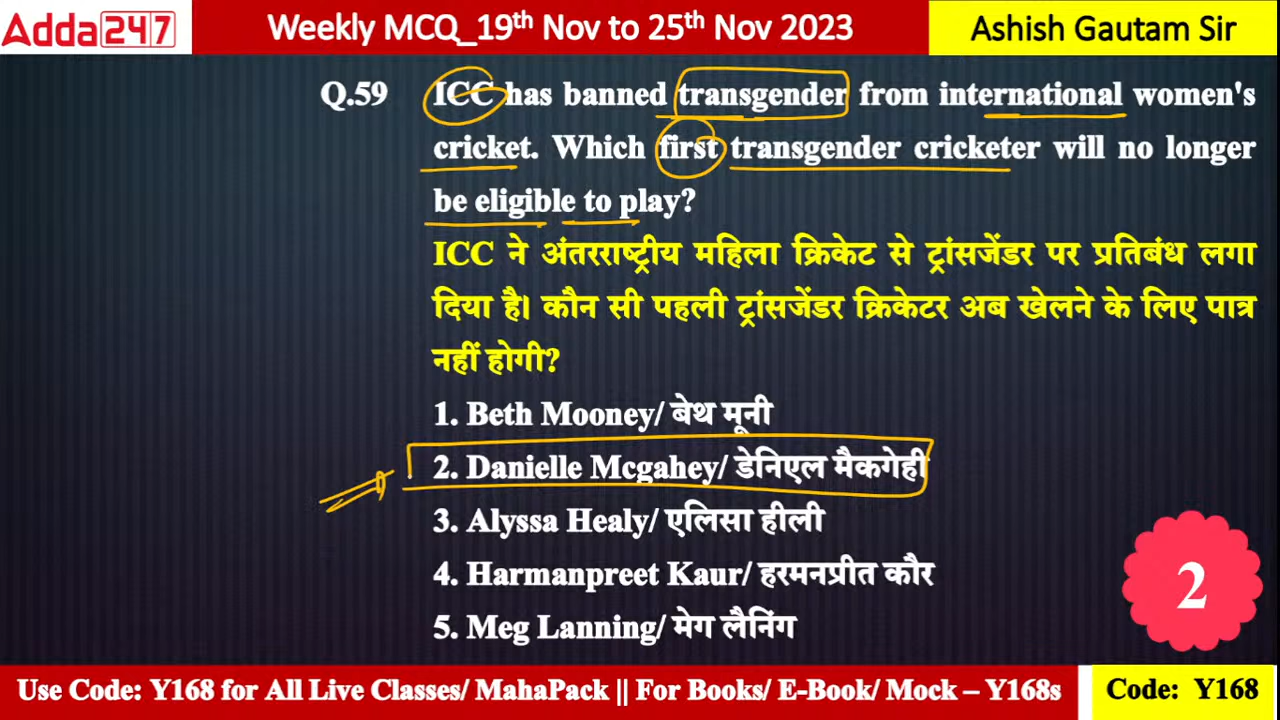 Adda247
Weekly MCQ_19th Nov to 25th Nov 2023
Ashish Gautam Sir
Q.59 ICC has banned transgender from international women's
cricket. Which first transgender cricketer will no longer
be eligible to play?
ICC ने अंतरराष्ट्रीय महिला क्रिकेट से ट्रांसजेंडर पर प्रतिबंध लगा
दिया है। कौन सी पहली ट्रांसजेंडर क्रिकेटर अब खेलने के लिए पात्र
नहीं होगी?
1. Beth Mooney/ बेथ मूनी
2. Danielle Mcgahey/ डेनिएल मैकगेही
3. Alyssa Healy/ एलिसा हीली
4. Harmanpreet Kaur/ हरमनप्रीत कौर
5. Meg Lanning/ मेग लैनिंग
2
Use Code: Y168 for All Live Classes/ MahaPack || For Books/ E-Book/ Mock – Y168s
Code: Y168